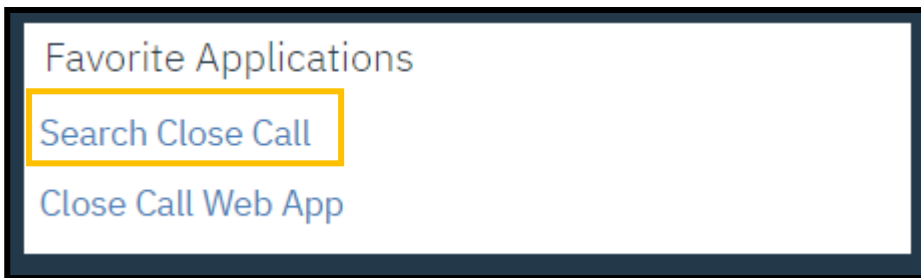 Favorite Applications
Search Close Call
Close Call Web App